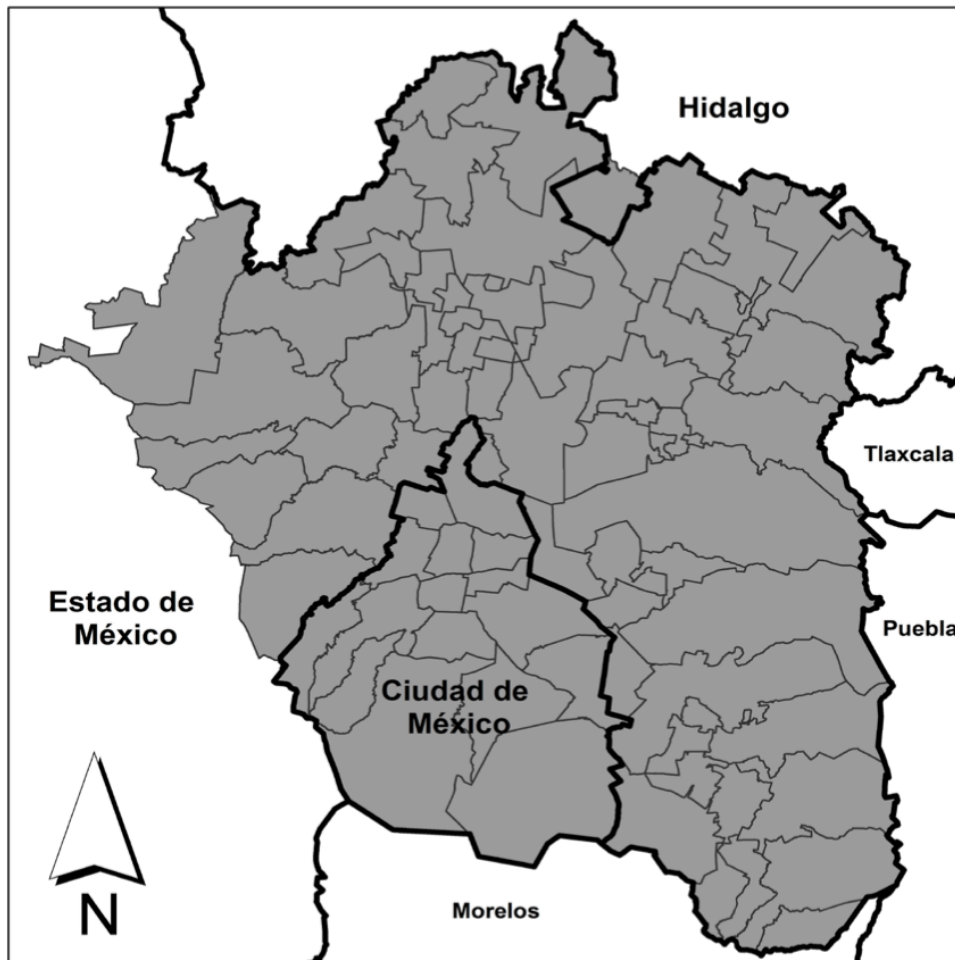 Hidalgo
Tlaxcala
Estado de
México
Puebla
Ciudad de
México
N
Morelos